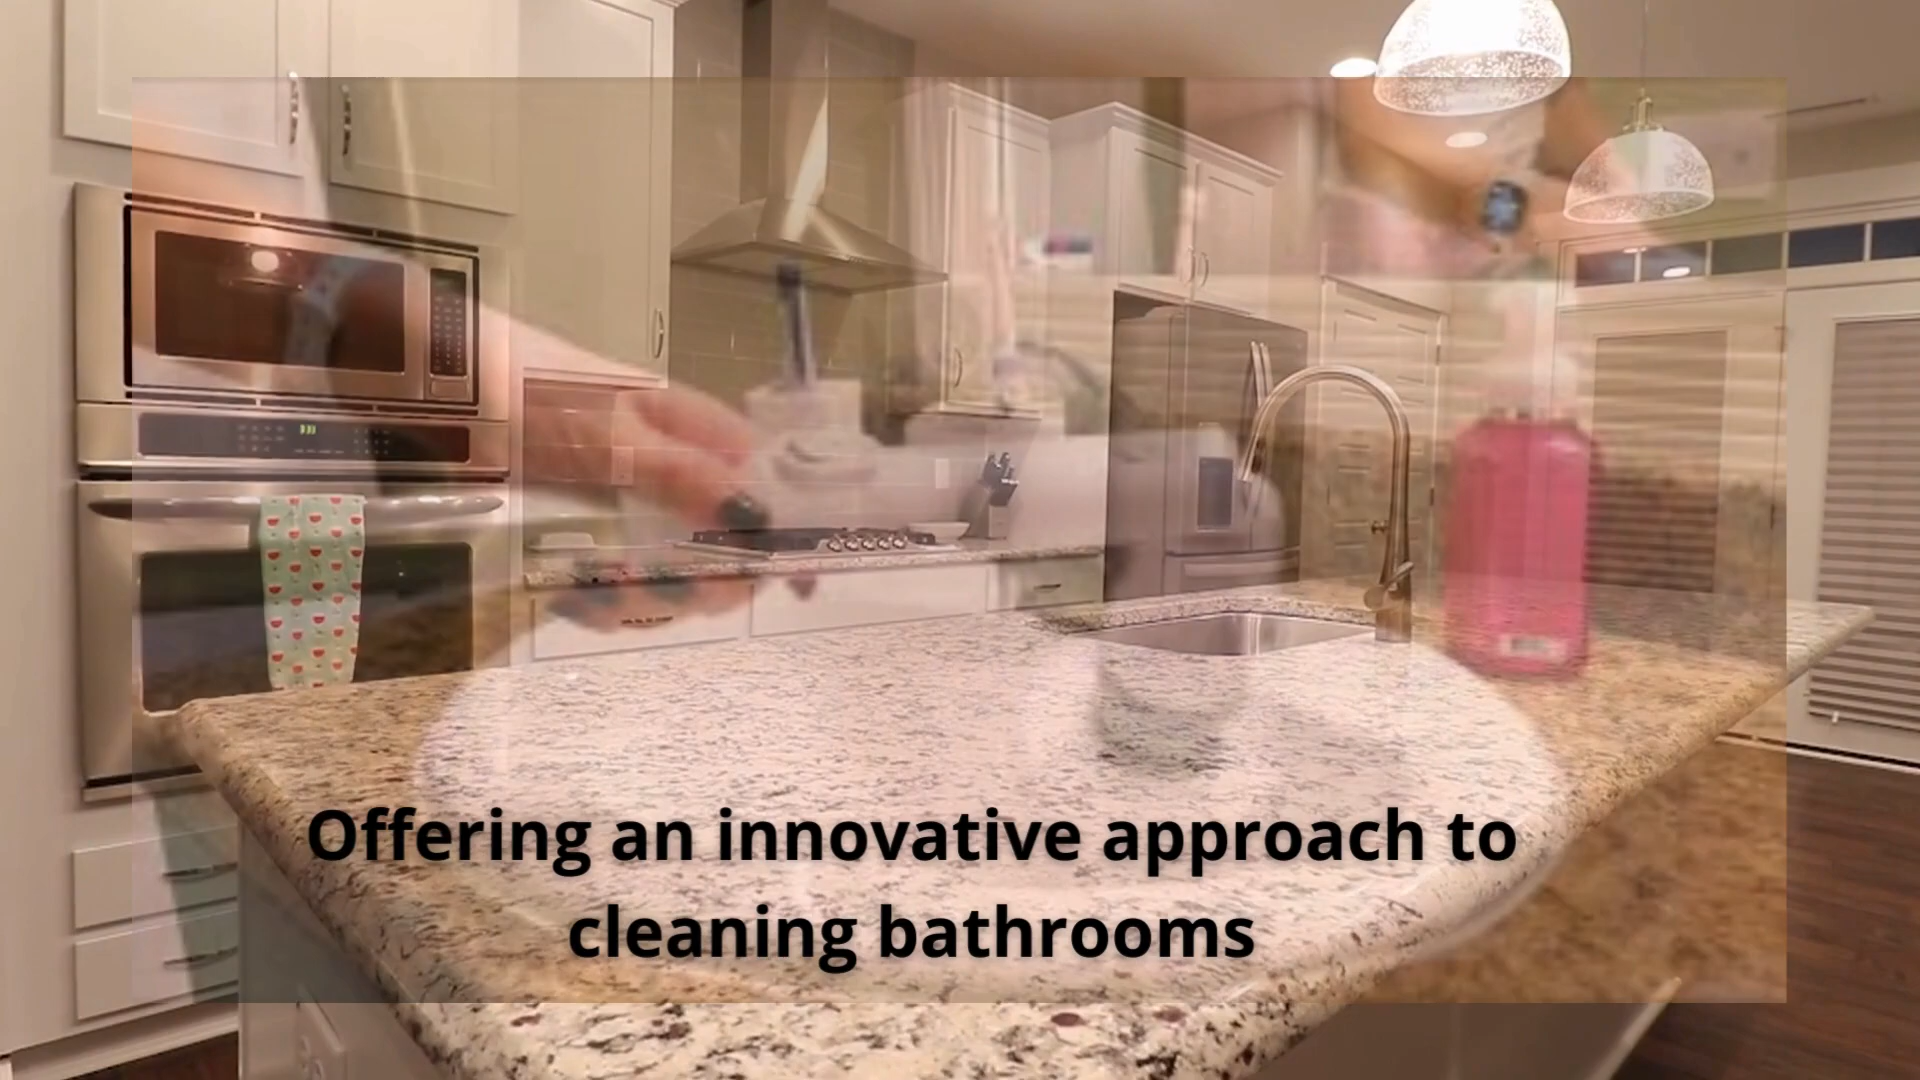 Offering an innovative approach to
cleaning bathrooms